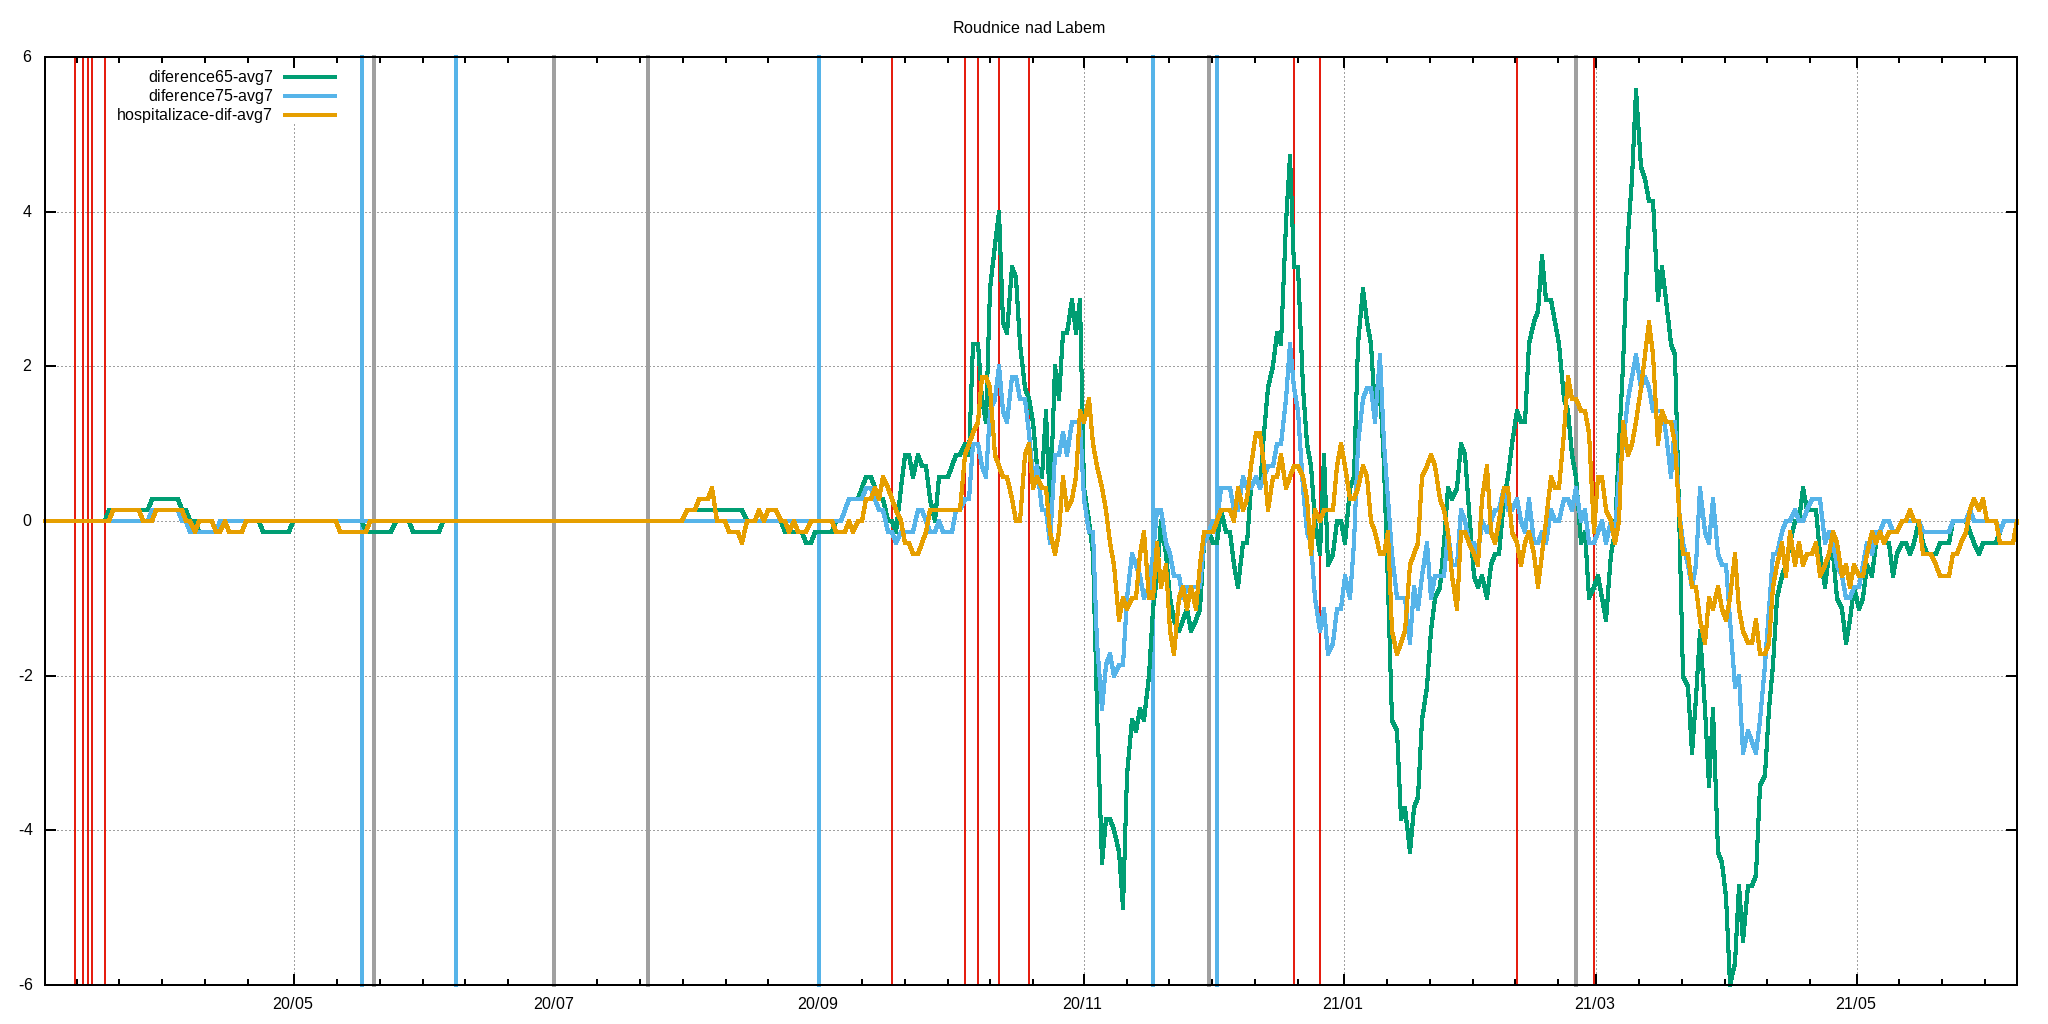 Roudnice nad Labem
6
4
2
0
-2
-4
-6
diference65-avg7
diference75-avg7
hospitalizace-dif-avg7
20/05 20/07 20/09 20/11 21/01 21/03 21/05